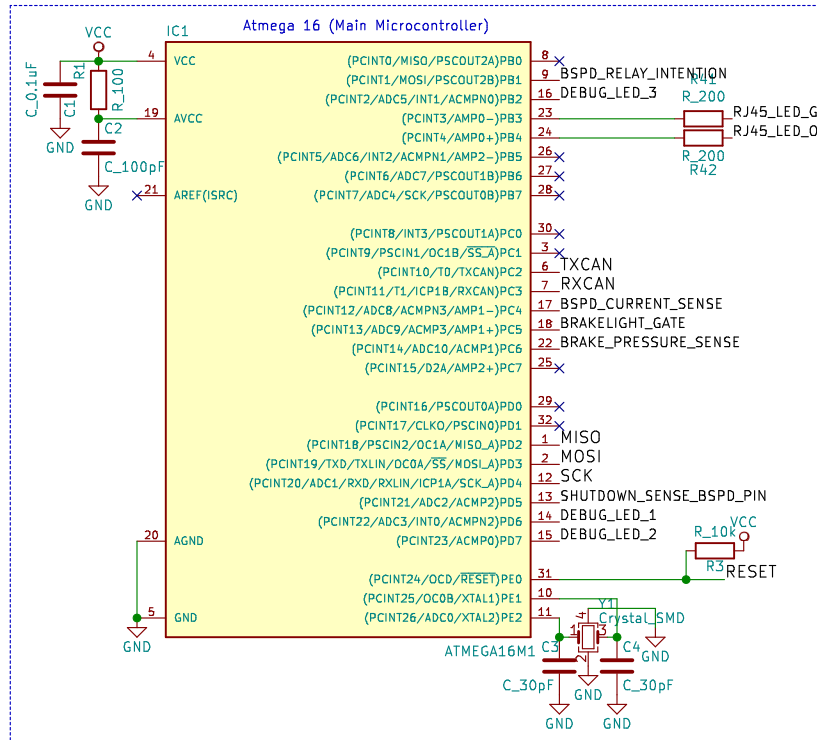 Atmega 16 (Main Microcontroller)
IC1
VCC
R1
R_100
C_0.1uF
C1
GND
C2
C_100pF
GND
4
VCC
19
AVCC
21
AREF(ISRC)
20
AGND
5
GND
GND
(PCINT0/MISO/PSCOUT2A)PB0 8
(PCINT1/MOSI/PSCOUT2B)PB1 9 BSPD_RELAY_INTENTION
(PCINT2/ADC5/INT1/ACMPN0)PB2 16 DEBUG_LED_3
(PCINT3/AMP0-)PB3 23
R41
R_200
RJ45_LED_G
(PCINT4/AMP0+)PB4 24
RJ45_LED_O
R_200
R42
(PCINT5/ADC6/INT2/ACMPN1/AMP2-)PB5 26
(PCINT6/ADC7/PSCOUT1B)PB6 27
(PCINT7/ADC4/SCK/PSCOUT0B)PB7 28
(PCINT8/INT3/PSCOUT1A)PC0 30
(PCINT9/PSCIN1/OC1B/SS_A)PC1 3
(PCINT10/T0/TXCAN)PC2 6 TXCAN
(PCINT11/T1/ICP1B/RXCAN)PC3 7 RXCAN
(PCINT12/ADC8/ACMPN3/AMP1-)PC4 17 BSPD_CURRENT_SENSE
(PCINT13/ADC9/ACMP3/AMP1+)PC5 18 BRAKELIGHT_GATE
(PCINT14/ADC10/ACMP1)PC6 22 BRAKE_PRESSURE_SENSE
(PCINT15/D2A/AMP2+)PC7 25
(PCINT16/PSCOUT0A)PD0 29
(PCINT17/CLKO/PSCIN0)PD1 32
(PCINT18/PSCIN2/OC1A/MISO_A)PD2 1 MISO
(PCINT19/TXD/TXLIN/OC0A/SS/MOSI_A)PD3 2 MOSI
(PCINT20/ADC1/RXD/RXLIN/ICP1A/SCK_A)PD4 12 SCK
(PCINT21/ADC2/ACMP2)PD5 13 SHUTDOWN_SENSE_BSPD_PIN
(PCINT22/ADC3/INT0/ACMPN2)PD6 14 DEBUG_LED_1
(PCINT23/ACMP0)PD7 15 DEBUG_LED_2
(PCINT24/OCD/RESET)PE0 31
R_10k
VCC
R3
RESET
(PCINT25/OC0B/XTAL1)PE1 10
(PCINT26/ADC0/XTAL2)PE2 11
ATMEGA16M1
Y1
Crystal_SMD
4
1
3
2
GND
GND
C3
C_30pF
GND
C4
C_30pF
GND